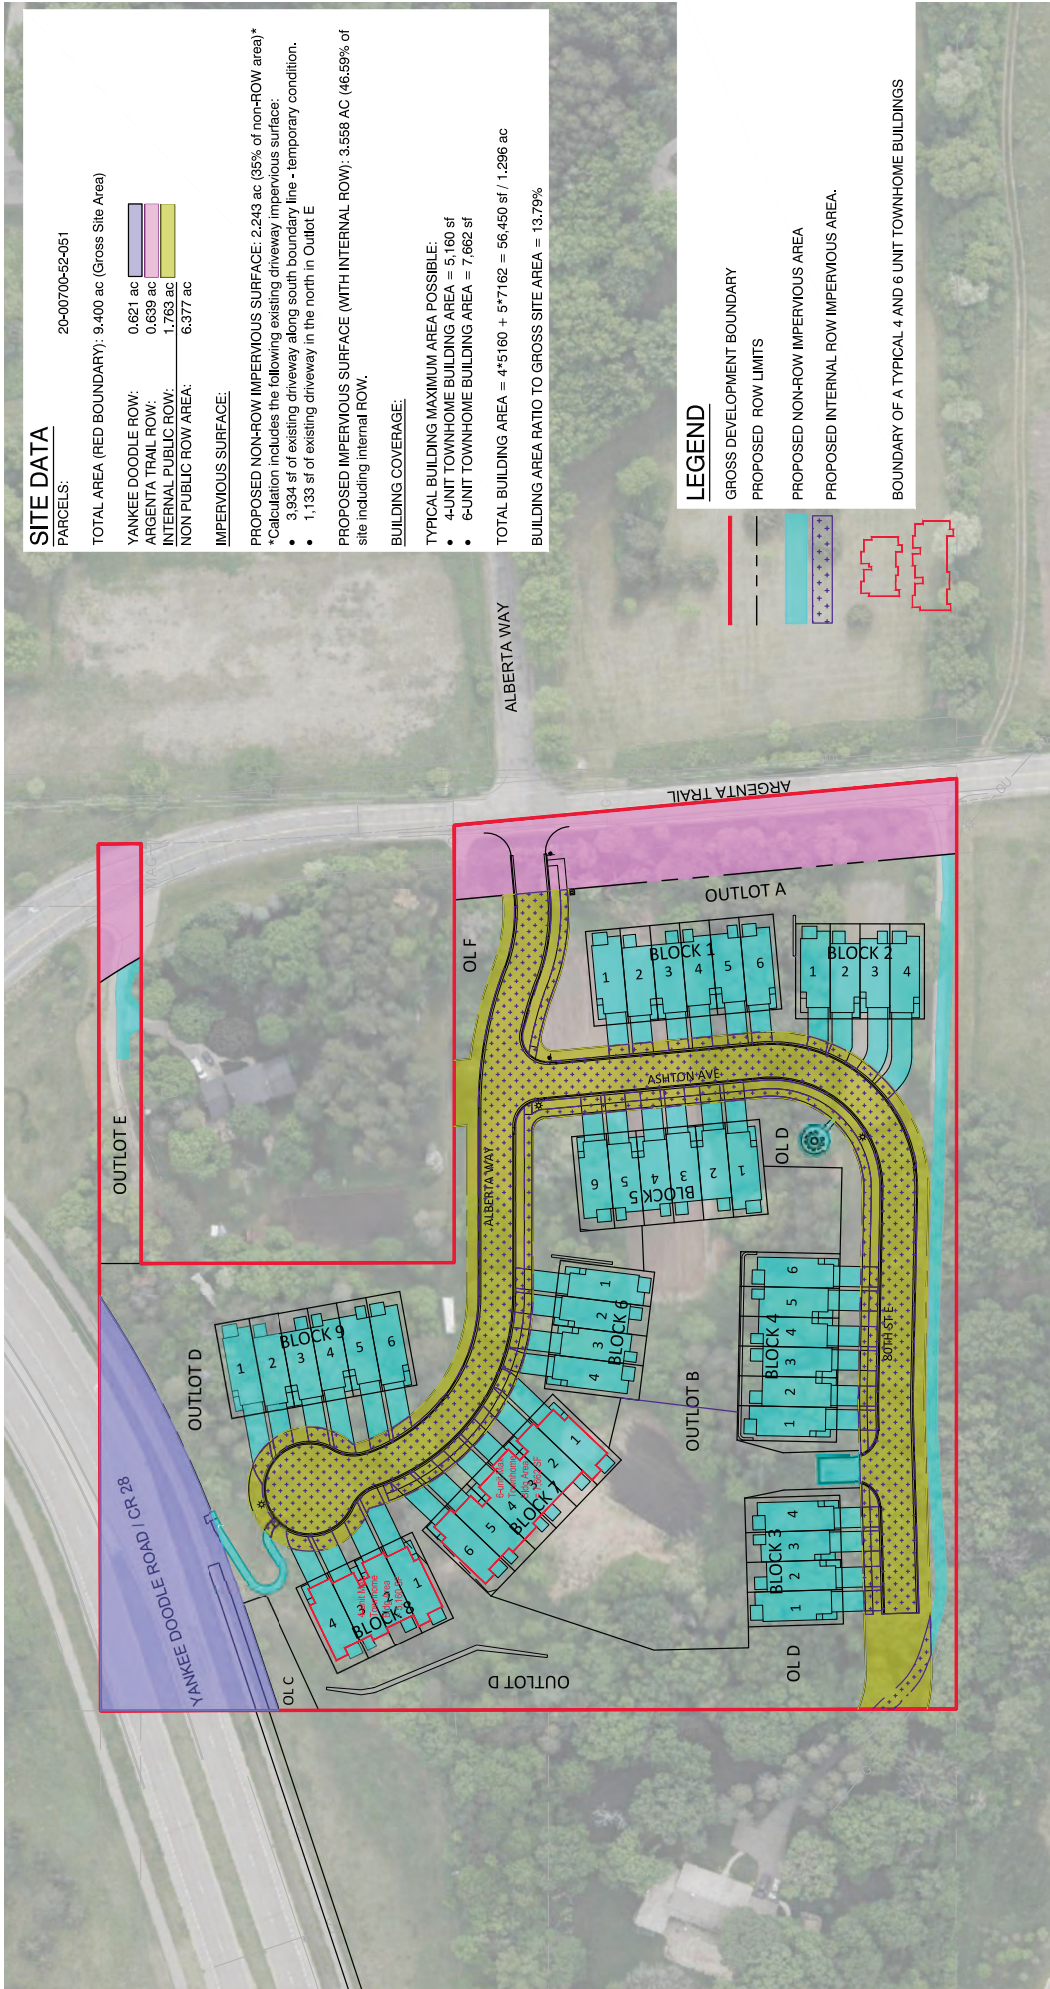 SITE DATA
PARCELS: 20-00700-52-051
TOTAL AREA (RED BOUNDARY): 9.400 ac (Gross Site Area)
YANKEE DOODLE ROW: 0.621 ac
ARGENTA TRAIL ROW: 0.639 ac
INTERNAL PUBLIC ROW: 1.763 ac
NON PUBLIC ROW AREA: 6.377 ac
IMPERVIOUS SURFACE:
PROPOSED NON-ROW IMPERVIOUS SURFACE: 2.243 ac (35% of non-ROW area)*
*Calculation includes the following existing driveway impervious surface:
• 3,934 sf of existing driveway along south boundary line - temporary condition.
• 1,133 sf of existing driveway in the north in Outlot E
PROPOSED IMPERVIOUS SURFACE (WITH INTERNAL ROW): 3.558 AC (46.59% of
site including internal ROW.
BUILDING COVERAGE:
TYPICAL BUILDING MAXIMUM AREA POSSIBLE:
• 4-UNIT TOWNHOME BUILDING AREA = 5,160 sf
• 6-UNIT TOWNHOME BUILDING AREA = 7,662 sf
TOTAL BUILDING AREA = 4*5160 + 5*7162 = 56,450 sf / 1.296 ac
BUILDING AREA RATIO TO GROSS SITE AREA = 13.79%
LEGEND
GROSS DEVELOPMENT BOUNDARY
PROPOSED ROW LIMITS
PROPOSED NON-ROW IMPERVIOUS AREA
PROPOSED INTERNAL ROW IMPERVIOUS AREA.
BOUNDARY OF A TYPICAL 4 AND 6 UNIT TOWNHOME BUILDINGS
ALBERTA WAY
ARGENTA TRAIL
OUTLOT A
OL F
OUTLOT E
BLOCK 1
1
2
3
4
5
6
BLOCK 2
1
2
3
4
ASHTON AVE
ALBERTA WAY
BLOCK 5
6
5
4
3
2
1
OL D
BLOCK 6
1
2
3
4
BLOCK 4
6
5
4
3
2
1
80TH ST E
OUTLOT B
BLOCK 9
1
2
3
4
5
6
OUTLOT D
YANKEE DOODLE ROAD / CR 28
BLOCK 7
1
2
4
5
6
Townhome
Bldg Area
BLOCK 8
1
4
Townhome
BLOCK 3
4
3
2
1
OL C
OUTLOT D
OL D